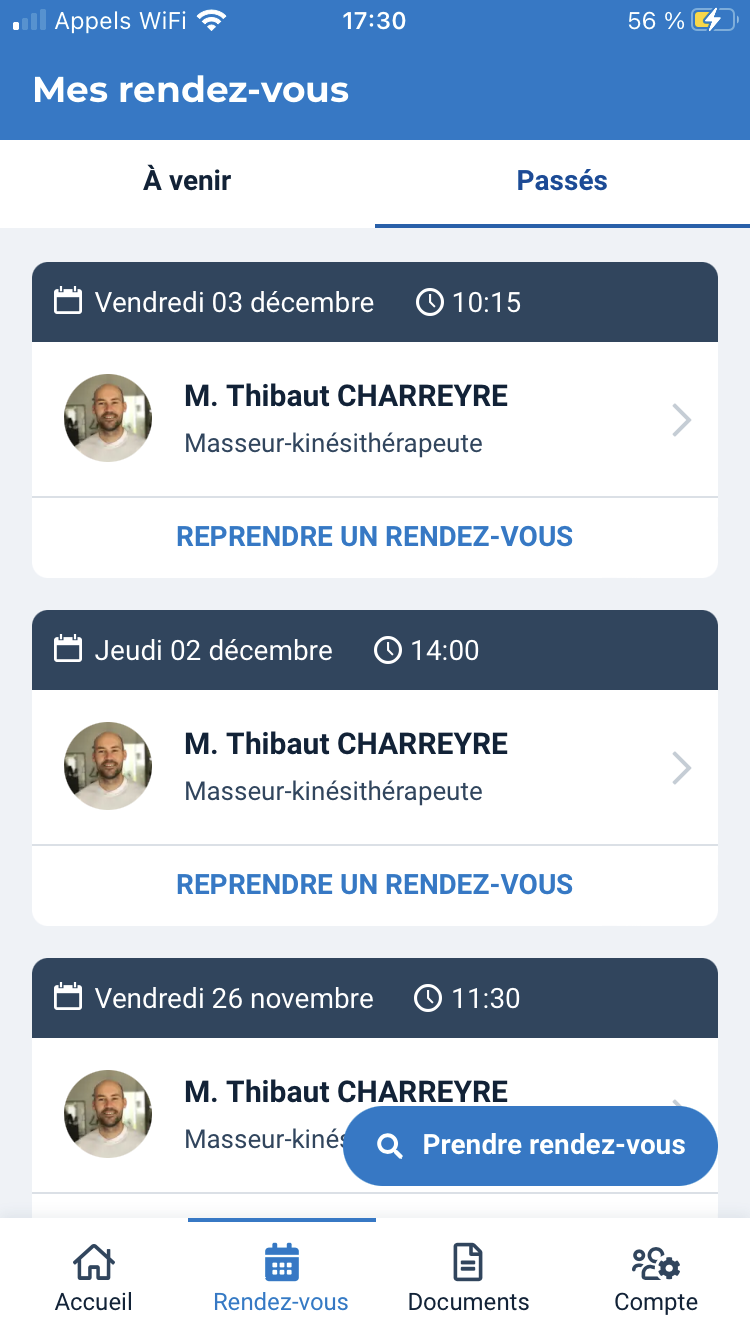 Appels WiFi 17:30 56 %
Mes rendez-vous
À venir Passés
Vendredi 03 décembre 10:15
M. Thibaut CHARREYRE
Masseur-kinésithérapeute
REPRENDRE UN RENDEZ-VOUS
Jeudi 02 décembre 14:00
M. Thibaut CHARREYRE
Masseur-kinésithérapeute
REPRENDRE UN RENDEZ-VOUS
Vendredi 26 novembre 11:30
M. Thibaut CHARREYRE
Masseur-kinés
Prendre rendez-vous
Accueil Rendez-vous Documents Compte